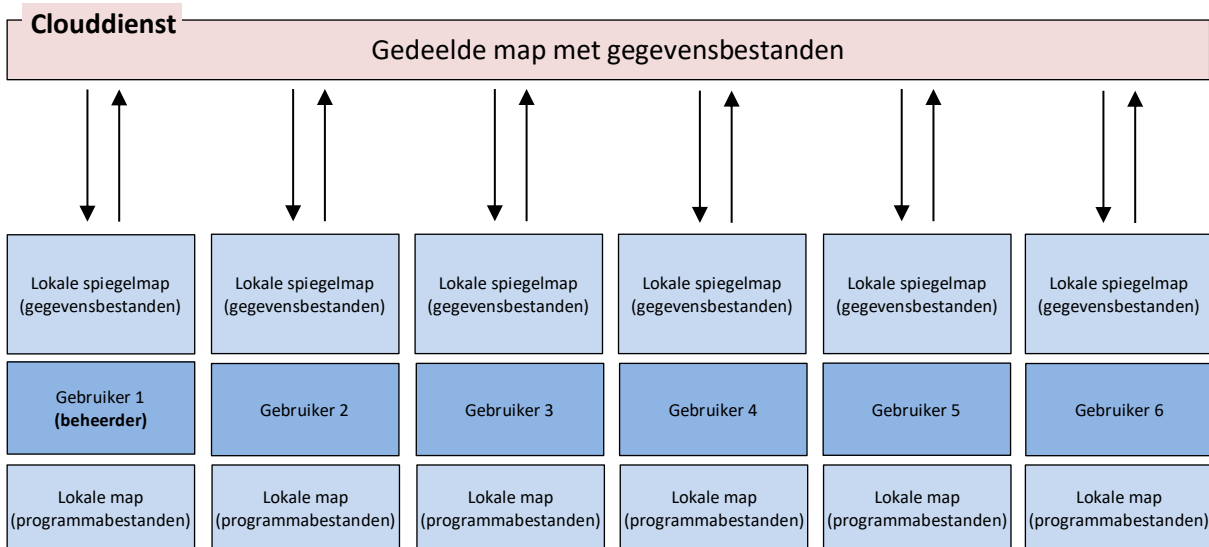 Clouddienst
Gedeelde map met gegevensbestanden
Lokale spiegelmap
(gegevensbestanden)
Lokale spiegelmap
(gegevensbestanden)
Lokale spiegelmap
(gegevensbestanden)
Lokale spiegelmap
(gegevensbestanden)
Lokale spiegelmap
(gegevensbestanden)
Lokale spiegelmap
(gegevensbestanden)
Gebruiker 1
(beheerder)
Gebruiker 2
Gebruiker 3
Gebruiker 4
Gebruiker 5
Gebruiker 6
Lokale map
(programmabestanden)
Lokale map
(programmabestanden)
Lokale map
(programmabestanden)
Lokale map
(programmabestanden)
Lokale map
(programmabestanden)
Lokale map
(programmabestanden)